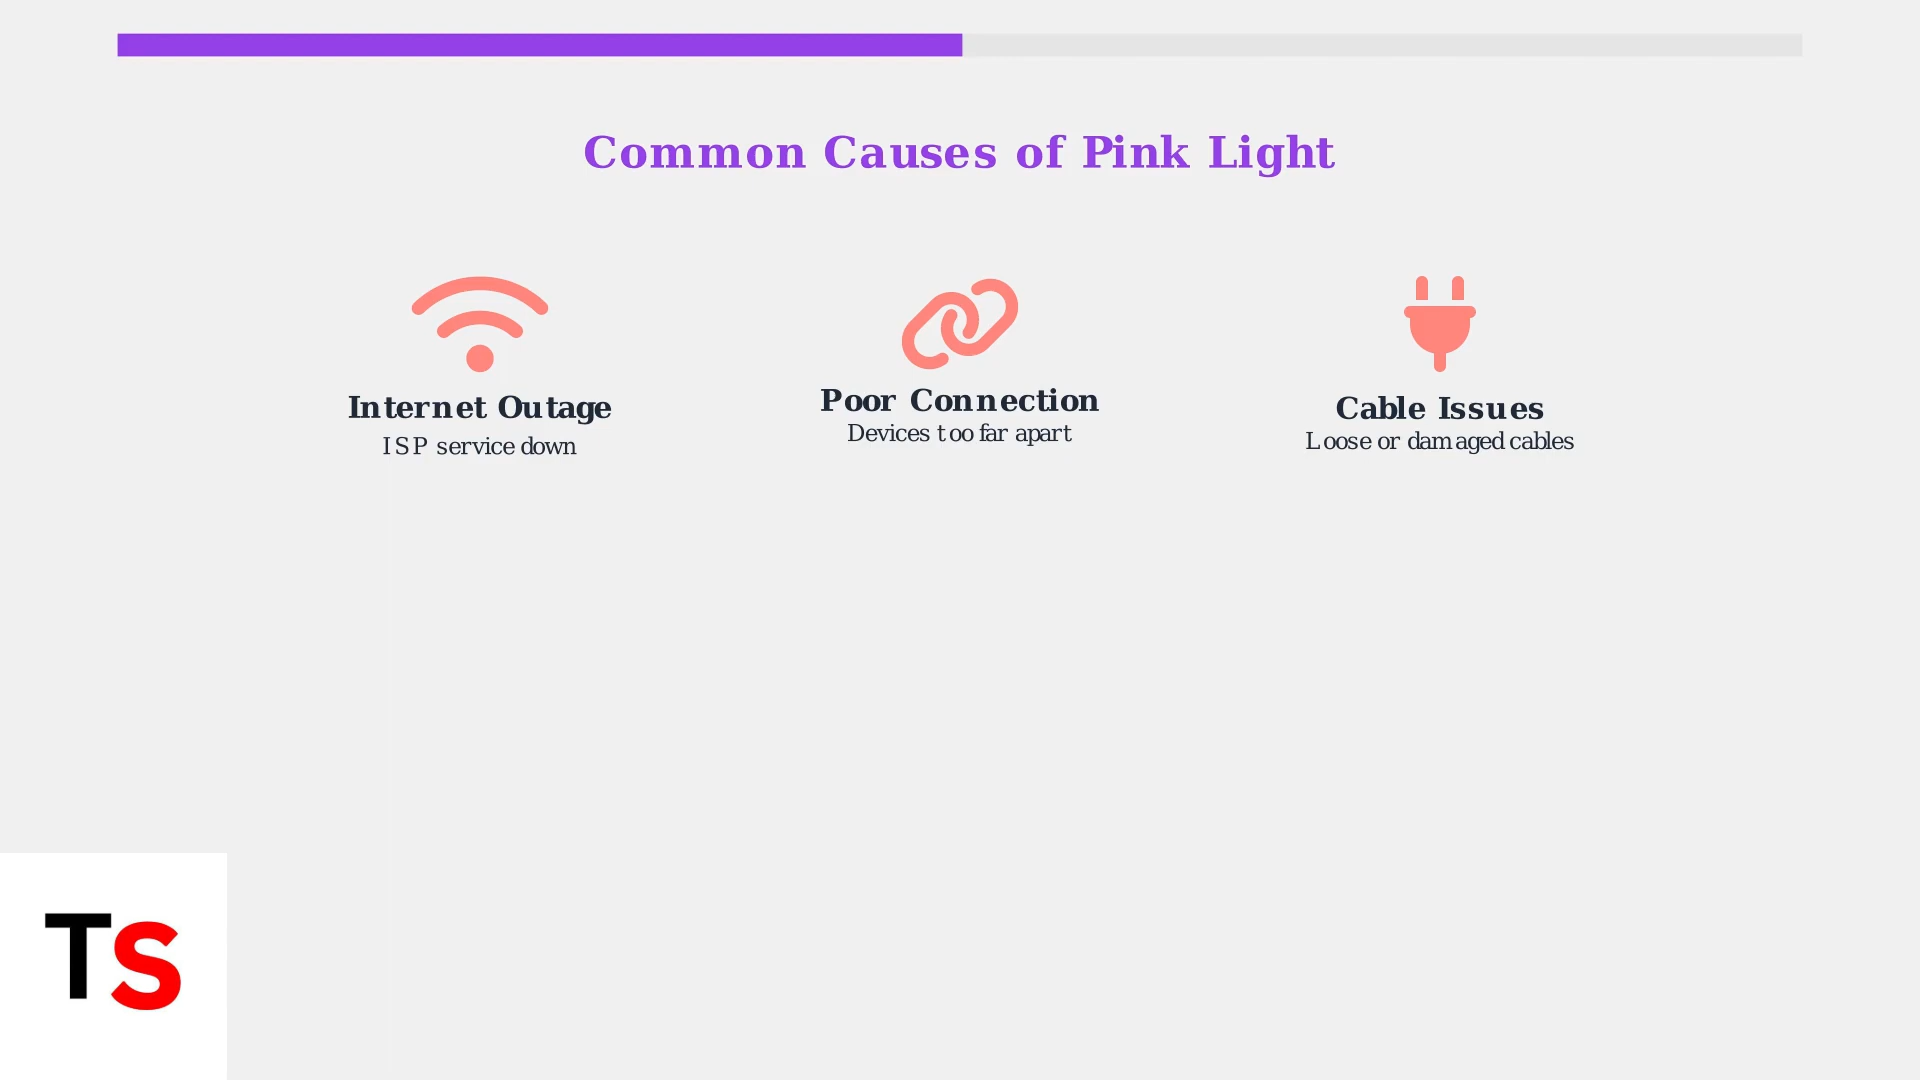 Common Causes of Pink Light
Internet Outage
ISP service down
Poor Connection
Devices too far apart
Cable Issues
Loose or damaged cables
TS